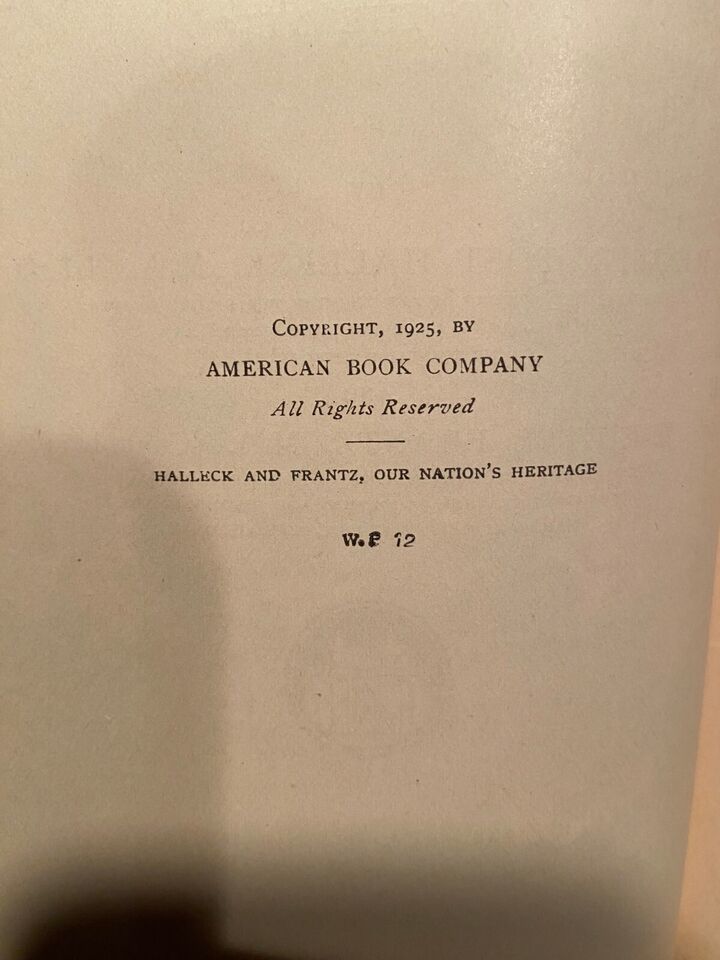 COPYRIGHT, 1925, BY
AMERICAN BOOK COMPANY
All Rights Reserved
HALLECK AND FRANTZ, OUR NATION'S HERITAGE
W. P. 12